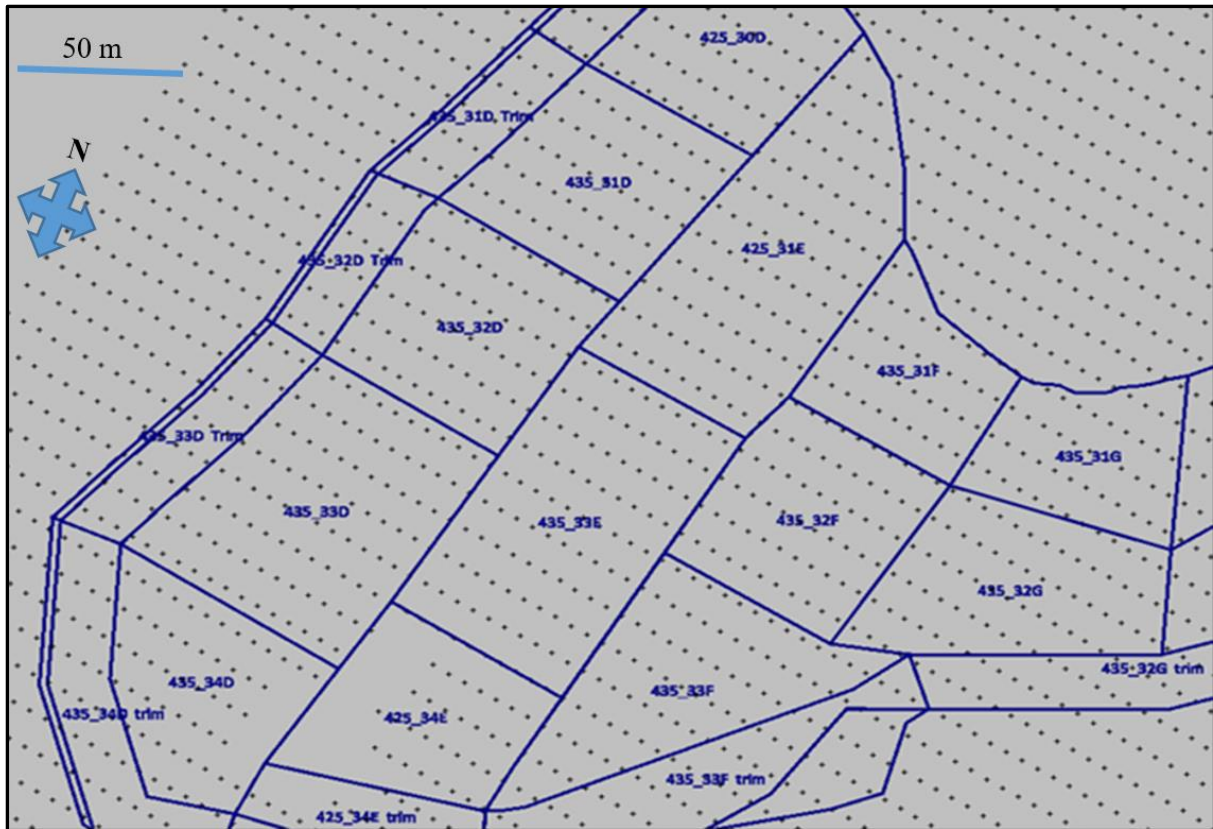 425_30D
50 m
435_31D Trim
N
435_31D
425_31E
435_32D Trim
435_32D
435_31F
435_33D Trim
435_31G
435_33D
435_33E
435_32F
435_32G
435_32G trim
435_34D
435_33F
435_34D trim
425_34E
435_33F trim
425_34E trim